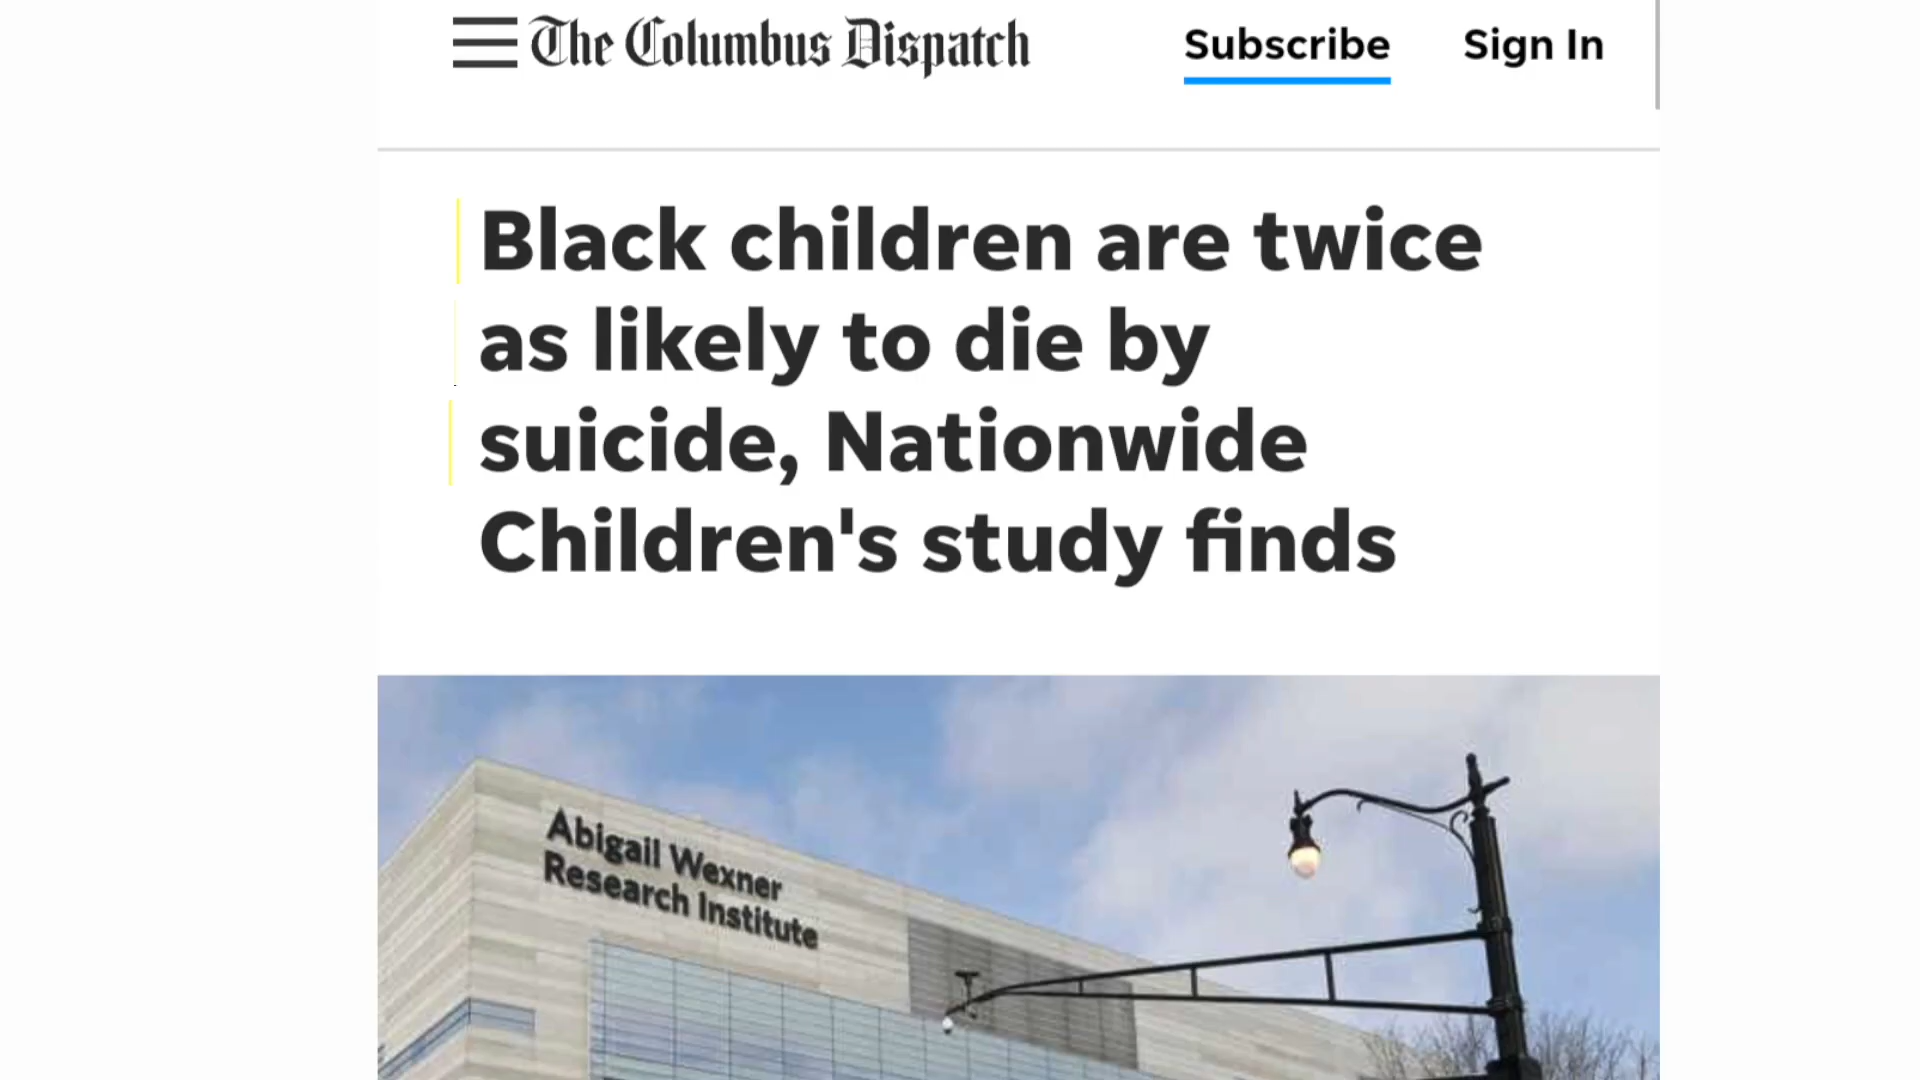 The Columbus Dispatch
Subscribe
Sign In
Black children are twice
as likely to die by
suicide, Nationwide
Children's study finds
Abigail Wexner
Research Institute